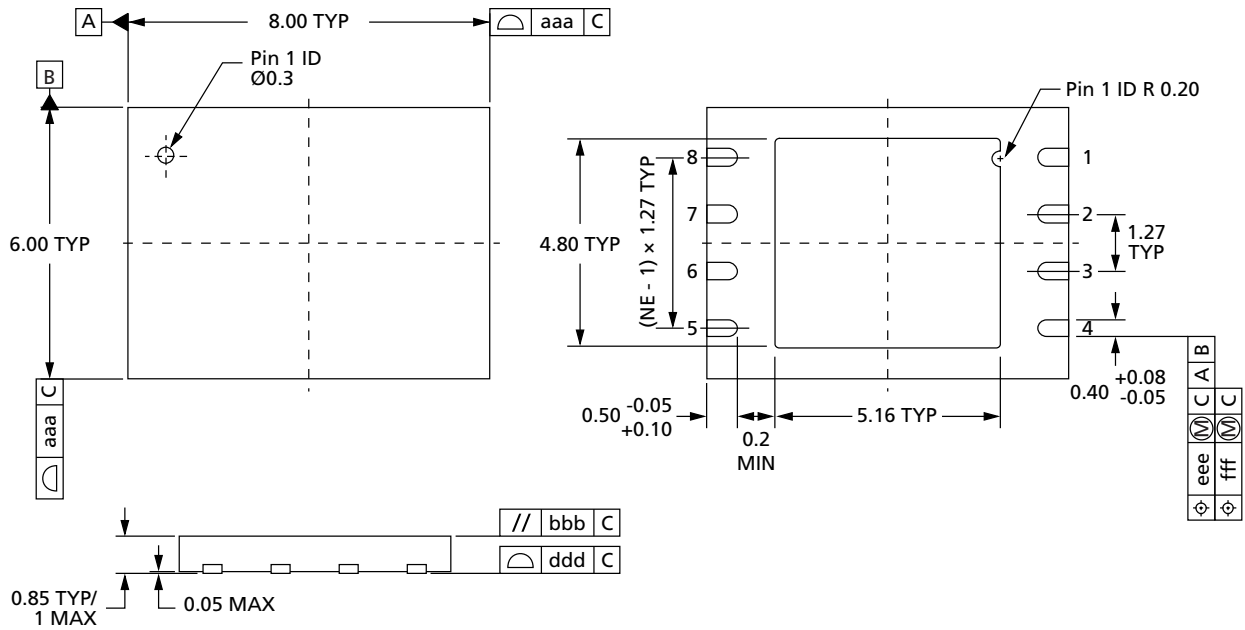 A
8.00 TYP
aaa C
Pin 1 ID
Ø0.3
B
6.00 TYP
aaa C
Pin 1 ID R 0.20
8
7
6
5
1
2
3
4
(NE - 1) × 1.27 TYP
4.80 TYP
1.27
TYP
0.50 -0.05
+0.10
0.2
MIN
5.16 TYP
0.40 +0.08
-0.05
eee M C A B
fff M C
// bbb C
ddd C
0.85 TYP/
1 MAX
0.05 MAX